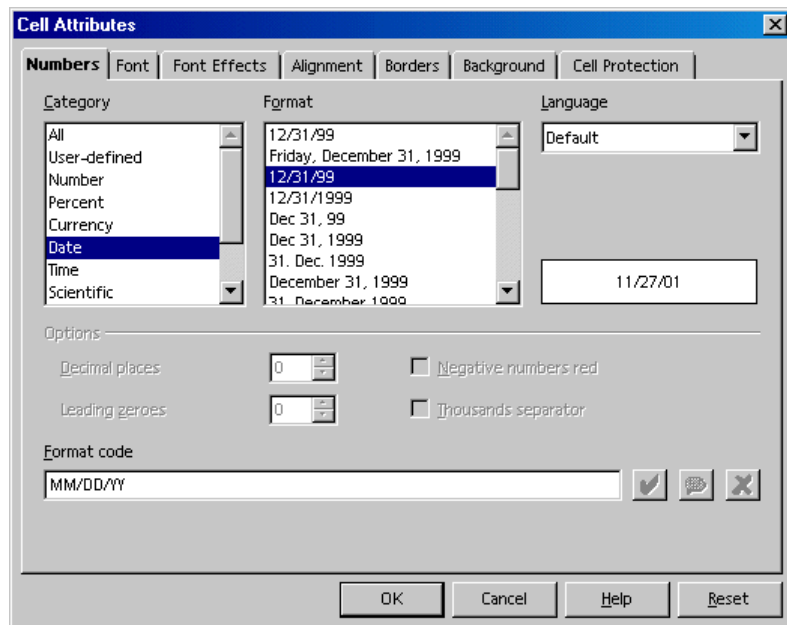 Cell Attributes
Numbers Font Font Effects Alignment Borders Background Cell Protection
Category Format Language
All
User-defined
Number
Percent
Currency
Date
Time
Scientific
12/31/99
Friday, December 31, 1999
12/31/99
12/31/1999
Dec 31, 99
Dec 31, 1999
31. Dec. 1999
December 31, 1999
31. December 1999
Default
11/27/01
Options
Decimal places 0 Negative numbers red
Leading zeroes 0 Thousands separator
Format code
MM/DD/YY
OK Cancel Help Reset